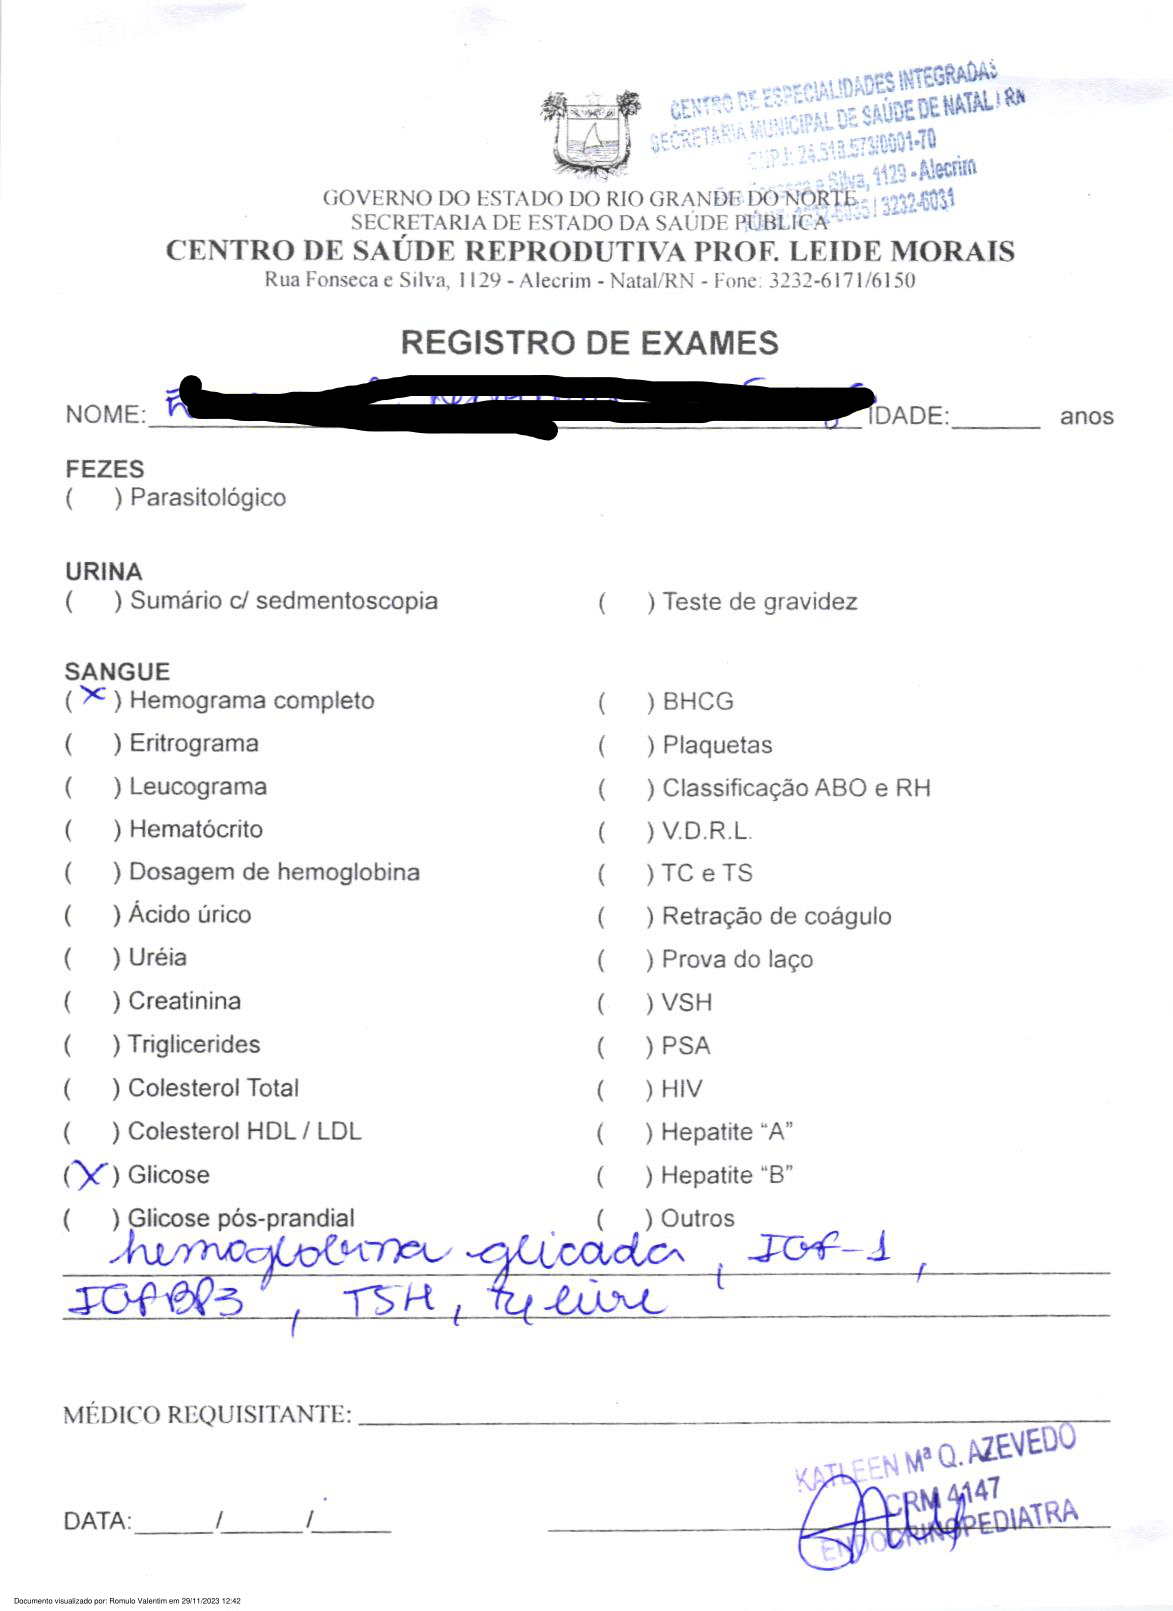 CENTRO DE ESPECIALIDADES INTEGRADAS
SECRETARIA MUNICIPAL DE SAÚDE DE NATAL / RN
CNPJ: 24.518.573/0001-70
Fonseca e Silva, 1129 - Alecrim
3232-6035 / 3232-6031
GOVERNO DO ESTADO DO RIO GRANDE DO NORTE
SECRETARIA DE ESTADO DA SAÚDE PÚBLICA
CENTRO DE SAÚDE REPRODUTIVA PROF. LEIDE MORAIS
Rua Fonseca e Silva, 1129 - Alecrim - Natal/RN - Fone: 3232-6171/6150
REGISTRO DE EXAMES
NOME: IDADE:______ anos
FEZES
( ) Parasitológico
URINA
( ) Sumário c/ sedmentoscopia ( ) Teste de gravidez
SANGUE
(X) Hemograma completo ( ) BHCG
( ) Eritrograma ( ) Plaquetas
( ) Leucograma ( ) Classificação ABO e RH
( ) Hematócrito ( ) V.D.R.L.
( ) Dosagem de hemoglobina ( ) TC e TS
( ) Ácido úrico ( ) Retração de coágulo
( ) Uréia ( ) Prova do laço
( ) Creatinina ( ) VSH
( ) Triglicerides ( ) PSA
( ) Colesterol Total ( ) HIV
( ) Colesterol HDL / LDL ( ) Hepatite “A”
(X) Glicose ( ) Hepatite “B”
( ) Glicose pós-prandial ( ) Outros
hemoglobina glicada, IGF-1,
IGFBP3, TSH, T4 livre
MÉDICO REQUISITANTE:
KATLEEN Mª Q. AZEVEDO
CRM 4147
DATA:______/______/______
ENDOCRINOPEDIATRA
Documento visualizado por: Romulo Valentim em 29/11/2023 12:42